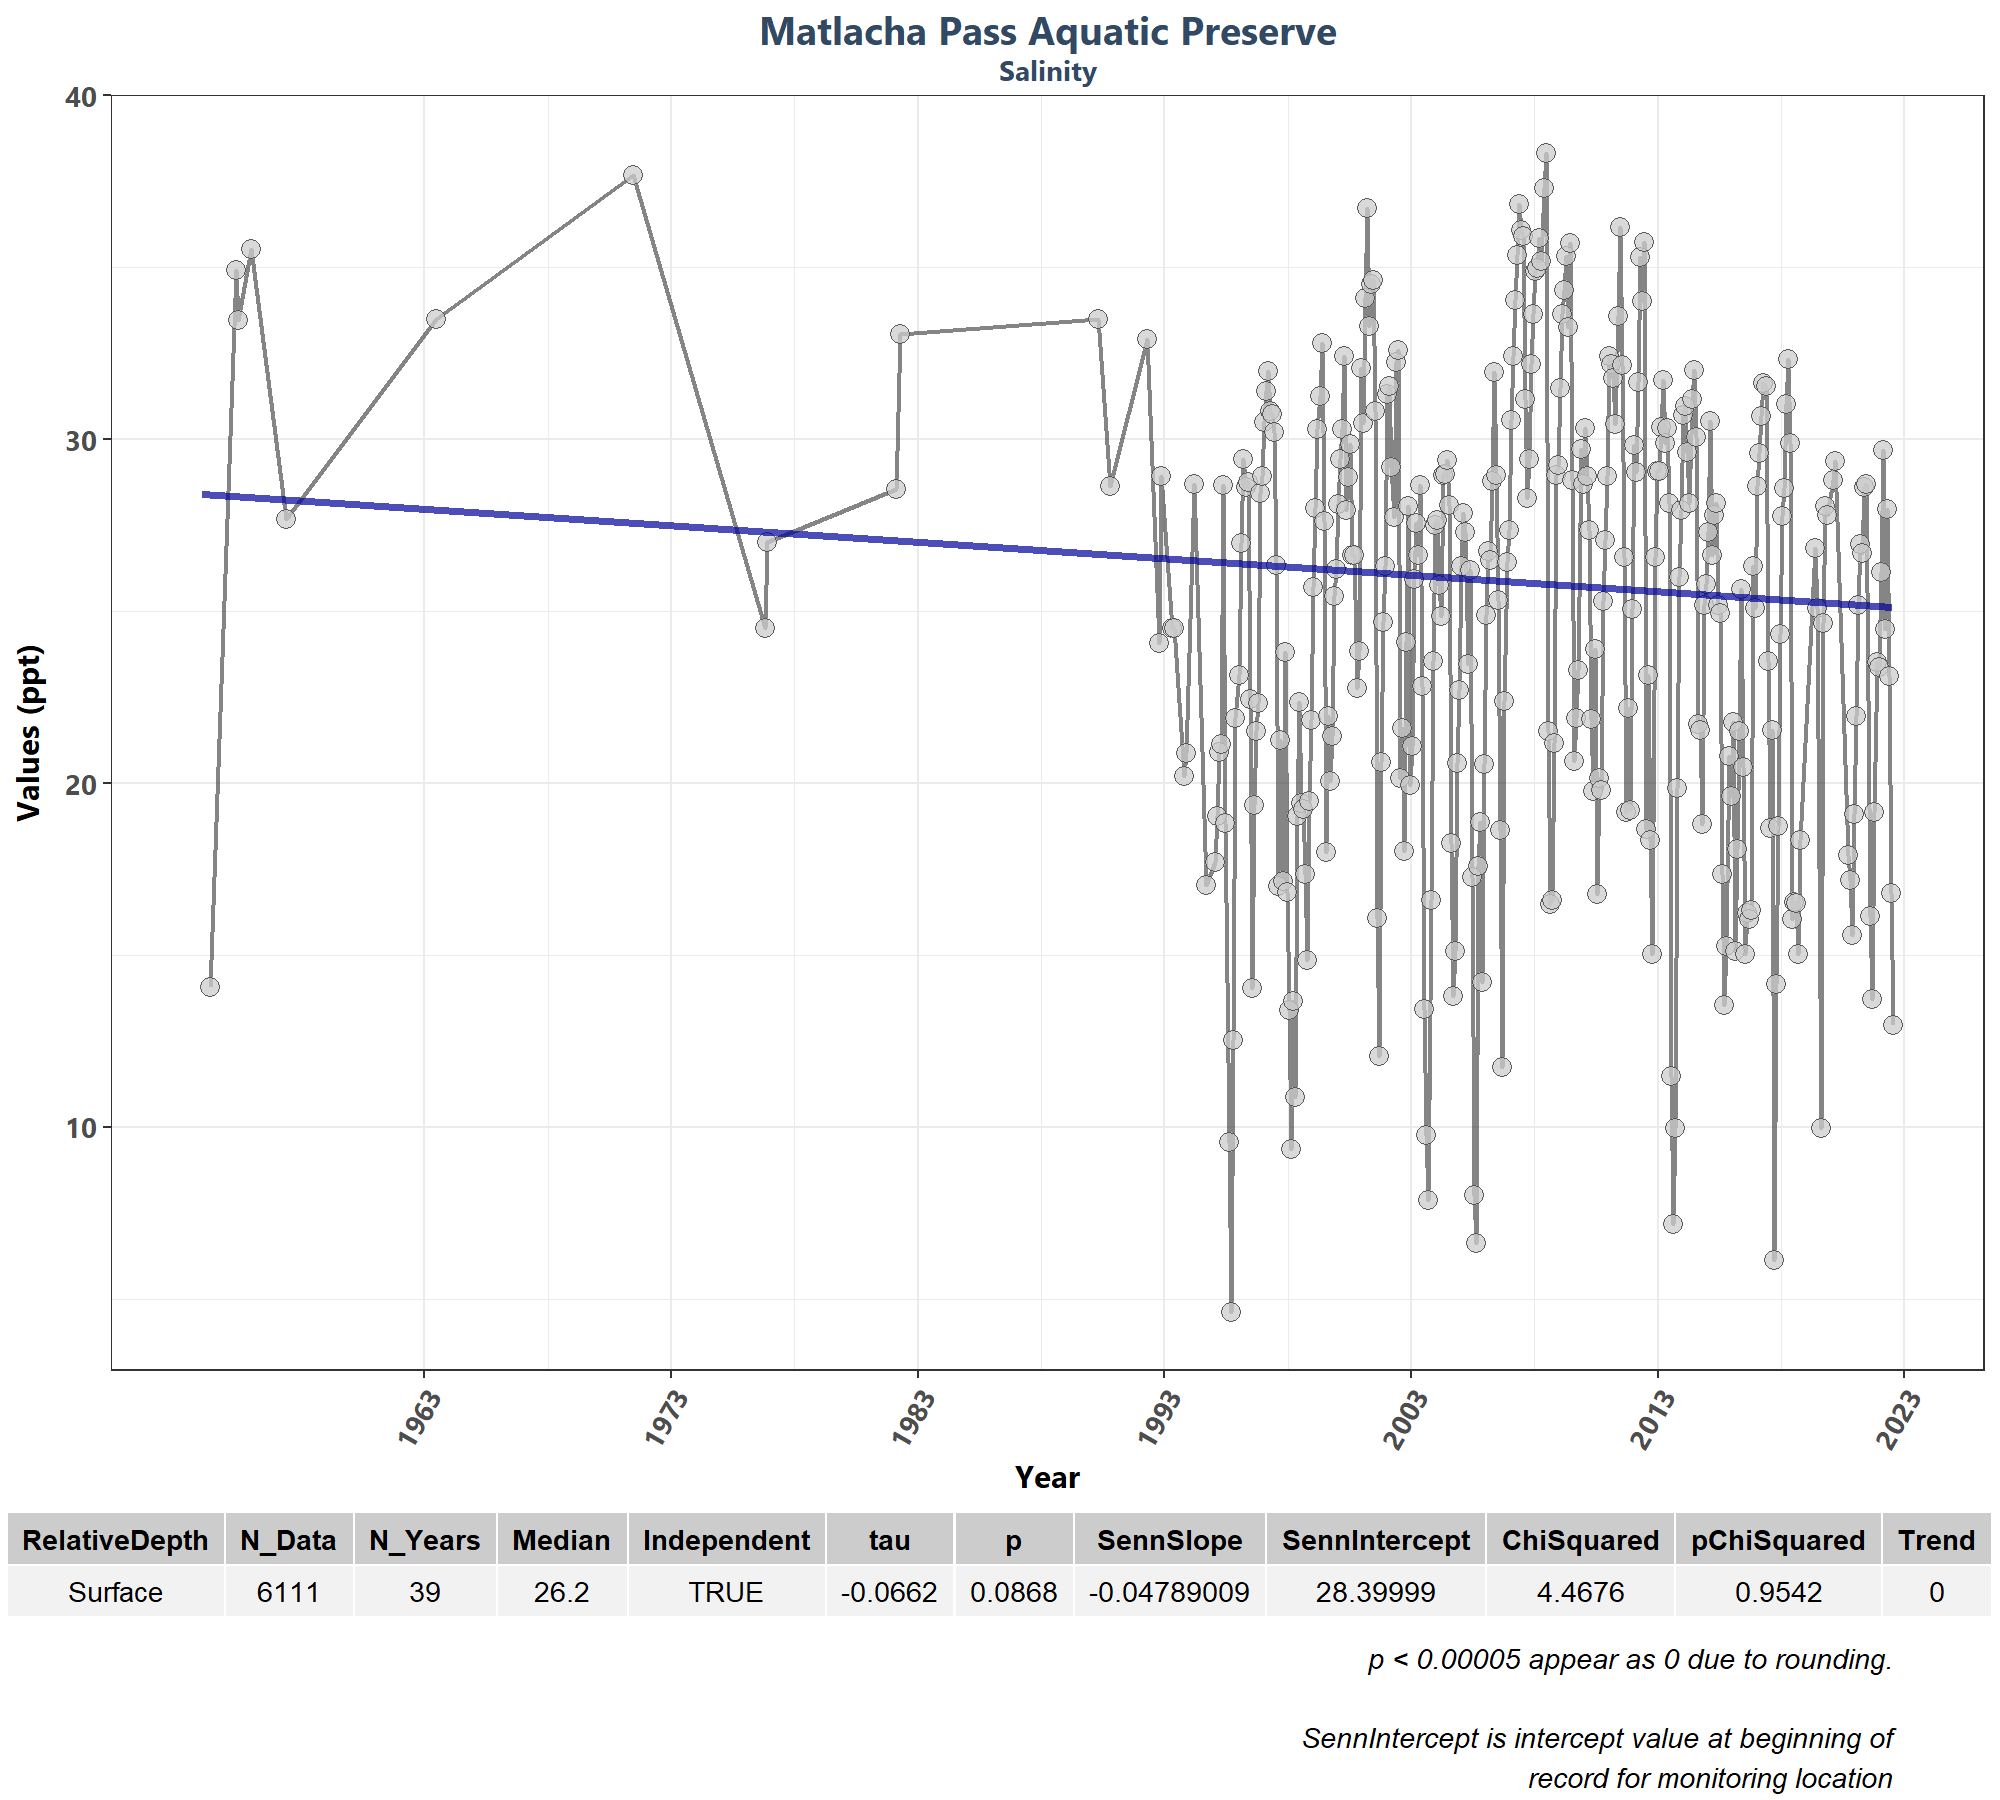 Matlacha Pass Aquatic Preserve
Salinity
40
30
20
10
Values (ppt)
1963 1973 1983 1993 2003 2013 2023
Year
RelativeDepth N_Data N_Years Median Independent tau p SennSlope SennIntercept ChiSquared pChiSquared Trend
Surface 6111 39 26.2 TRUE -0.0662 0.0868 -0.04789009 28.39999 4.4676 0.9542 0
p < 0.00005 appear as 0 due to rounding.
SennIntercept is intercept value at beginning of
record for monitoring location